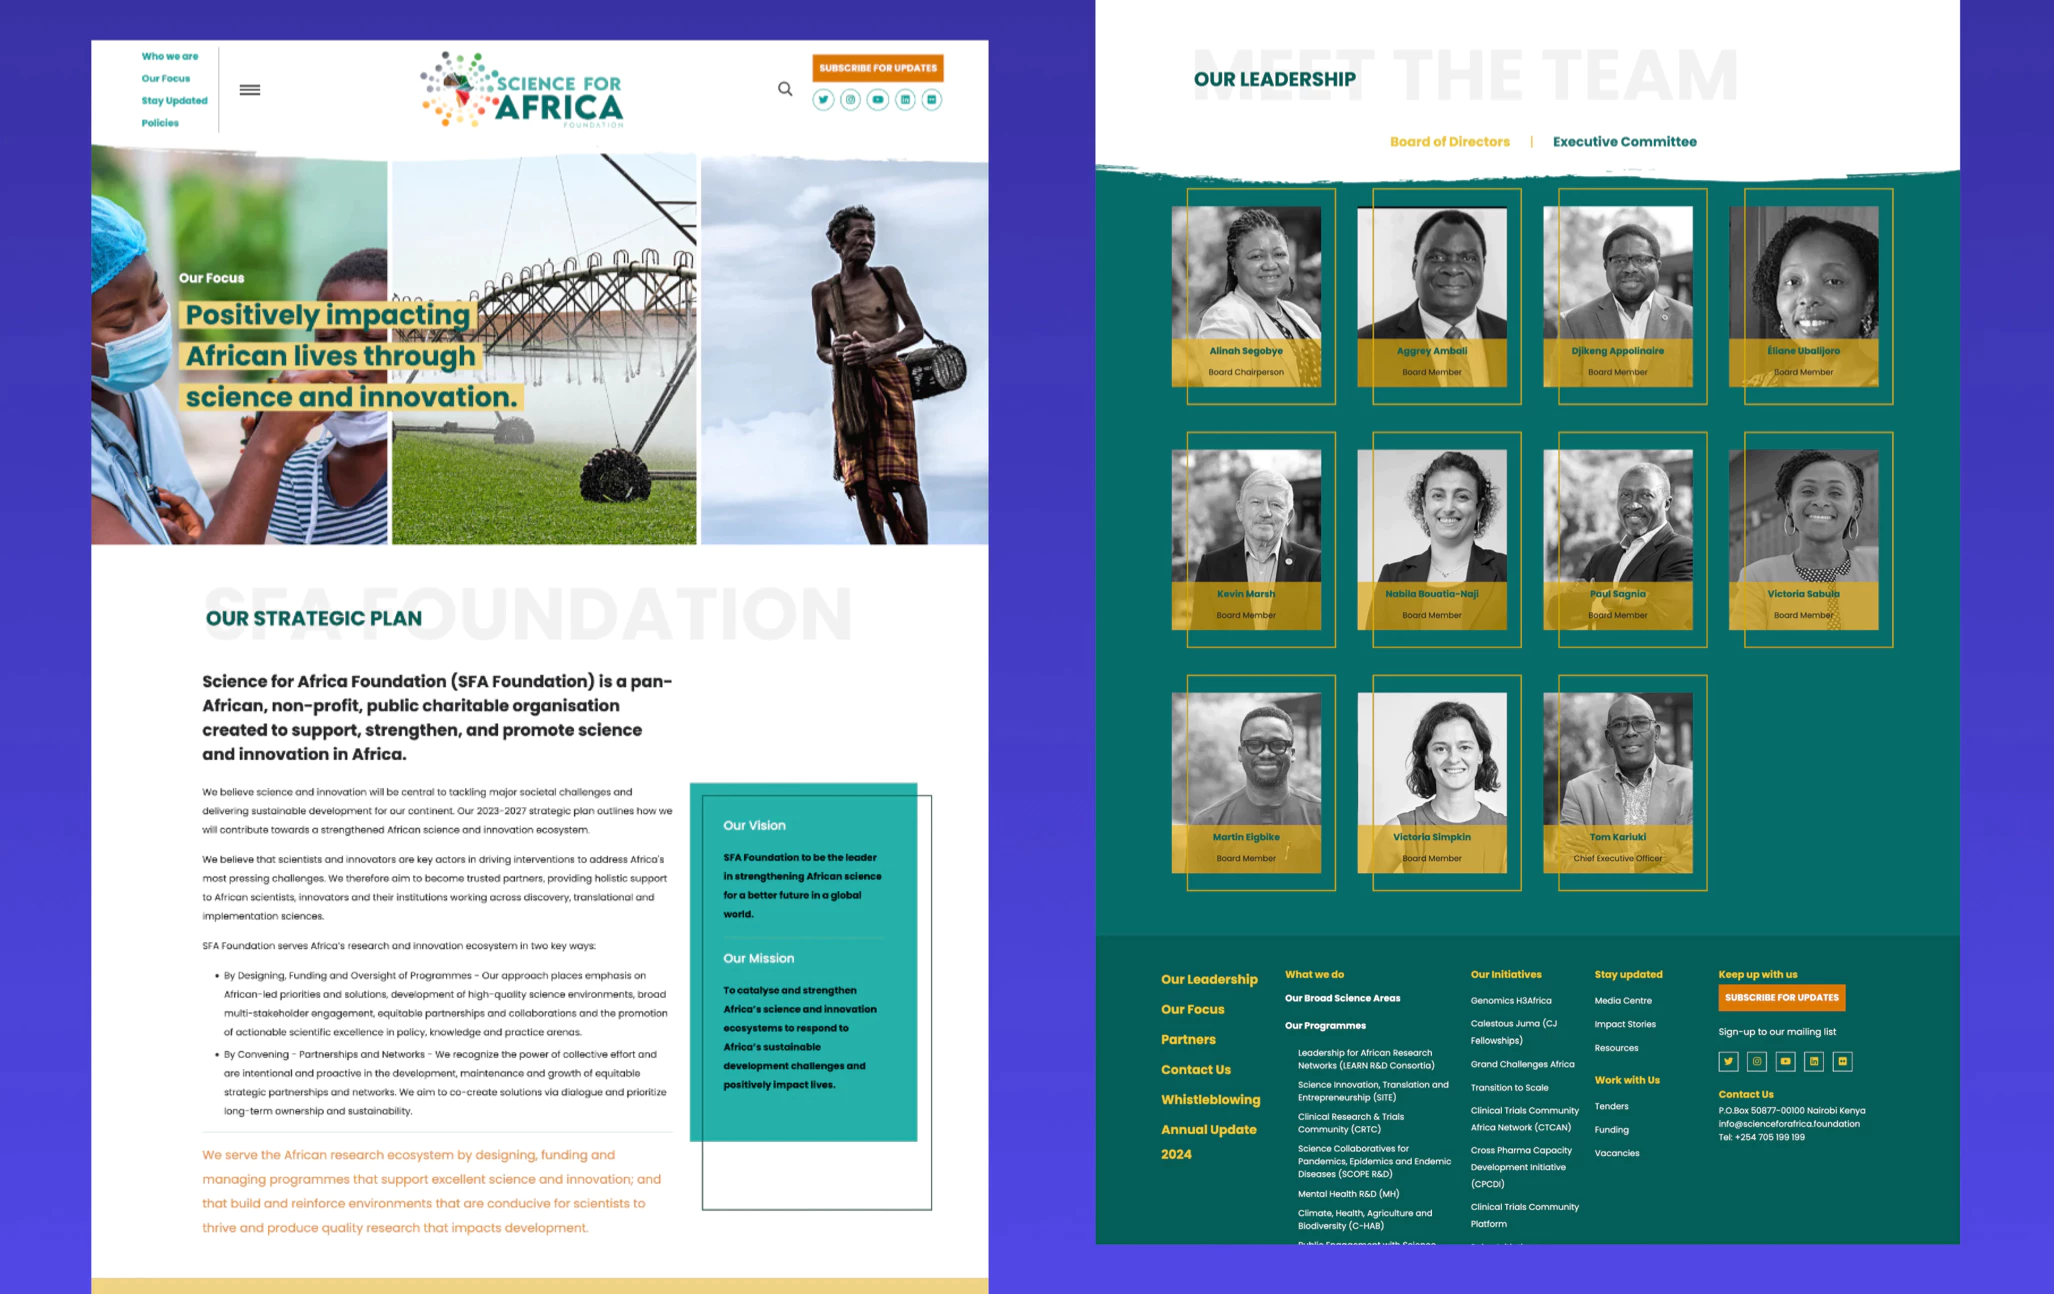 Who we are
Our Focus
Stay Updated
Policies
SCIENCE FOR
AFRICA
FOUNDATION
SUBSCRIBE FOR UPDATES
Our Focus
Positively impacting
African lives through
science and innovation.
SFA FOUNDATION
OUR STRATEGIC PLAN
Science for Africa Foundation (SFA Foundation) is a pan-
African, non-profit, public charitable organisation
created to support, strengthen, and promote science
and innovation in Africa.
We believe science and innovation will be central to tackling major societal challenges and
delivering sustainable development for our continent. Our 2023-2027 strategic plan outlines how we
will contribute towards a strengthened African science and innovation ecosystem.
We believe that scientists and innovators are key actors in driving interventions to address Africa's
most pressing challenges. We therefore aim to become trusted partners, providing holistic support
to African scientists, innovators and their institutions working across discovery, translational and
implementation sciences.
SFA Foundation serves Africa's research and innovation ecosystem in two key ways:
• By Designing, Funding and Oversight of Programmes - Our approach places emphasis on
African-led priorities and solutions, development of high-quality science environments, broad
multi-stakeholder engagement, equitable partnerships and collaborations and the promotion
of actionable scientific excellence in policy, knowledge and practice arenas.
• By Convening - Partnerships and Networks - We recognize the power of collective effort and
are intentional and proactive in the development, maintenance and growth of equitable
strategic partnerships and networks. We aim to co-create solutions via dialogue and prioritize
long-term ownership and sustainability.
We serve the African research ecosystem by designing, funding and
managing programmes that support excellent science and innovation; and
that build and reinforce environments that are conducive for scientists to
thrive and produce quality research that impacts development.
Our Vision
SFA Foundation to be the leader
in strengthening African science
for a better future in a global
world.
Our Mission
To catalyse and strengthen
Africa's science and innovation
ecosystems to respond to
Africa's sustainable
development challenges and
positively impact lives.
MEET THE TEAM
OUR LEADERSHIP
Board of Directors | Executive Committee
Alinah Segobye
Board Chairperson
Aggrey Ambali
Board Member
Djikeng Appolinaire
Board Member
Éliane Ubalijoro
Board Member
Kevin Marsh
Board Member
Nabila Bouatia-Naji
Board Member
Paul Sagnia
Board Member
Victoria Sabula
Board Member
Martin Eigbike
Board Member
Victoria Simpkin
Board Member
Tom Kariuki
Chief Executive Officer
Our Leadership
Our Focus
Partners
Contact Us
Whistleblowing
Annual Update
2024
What we do
Our Broad Science Areas
Our Programmes
Leadership for African Research
Networks (LEARN R&D Consortia)
Science Innovation, Translation and
Entrepreneurship (SITE)
Clinical Research & Trials
Community (CRTC)
Science Collaboratives for
Pandemics, Epidemics and Endemic
Diseases (SCOPE R&D)
Mental Health R&D (MH)
Climate, Health, Agriculture and
Biodiversity (C-HAB)
Public Engagement with Science
Our Initiatives
Genomics H3Africa
Calestous Juma (CJ
Fellowships)
Grand Challenges Africa
Transition to Scale
Clinical Trials Community
Africa Network (CTCAN)
Cross Pharma Capacity
Development Initiative
(CPCDI)
Clinical Trials Community
Platform
Stay updated
Media Centre
Impact Stories
Resources
Work with Us
Tenders
Funding
Vacancies
Keep up with us
SUBSCRIBE FOR UPDATES
Sign-up to our mailing list
Contact Us
P.O.Box 50877-00100 Nairobi Kenya
info@scienceforafrica.foundation
Tel: +254 705 199 199